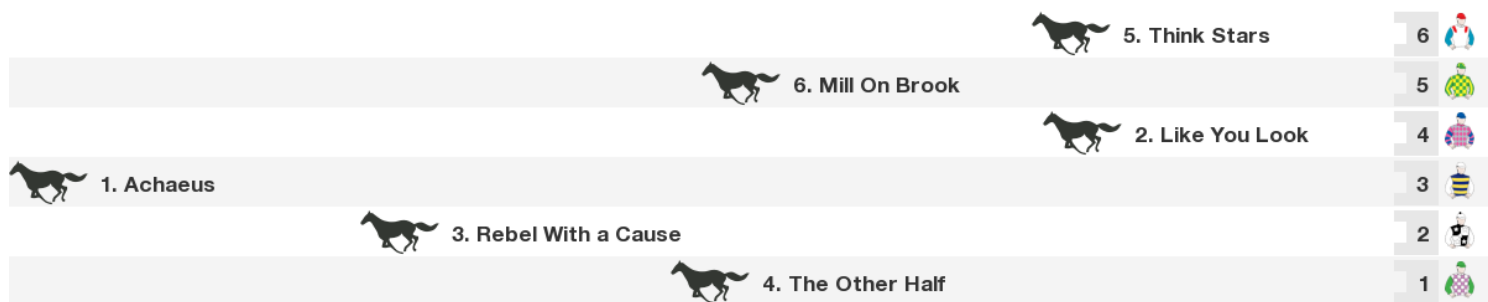 5. Think Stars 6
6. Mill On Brook 5
2. Like You Look 4
1. Achaeus 3
3. Rebel With a Cause 2
4. The Other Half 1